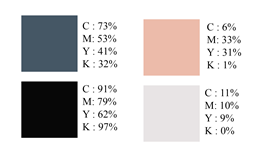 C : 73%
M: 53%
Y : 41%
K : 32%
C : 6%
M: 33%
Y : 31%
K : 1%
C : 91%
M: 79%
Y : 62%
K : 97%
C : 11%
M: 10%
Y : 9%
K : 0%